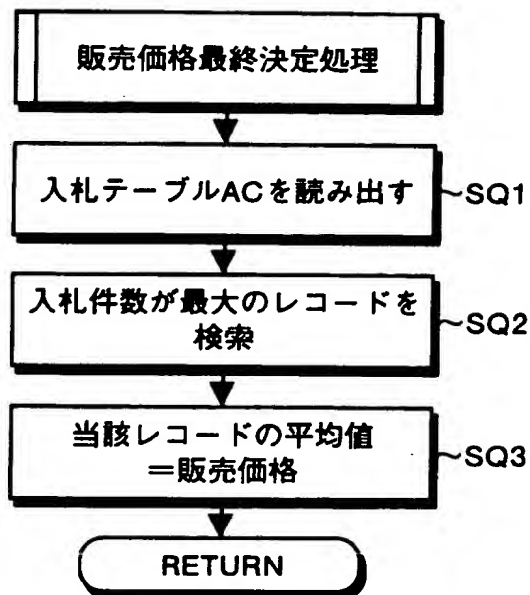 販売価格最終決定処理
入札テーブルACを読み出す
~SQ1
入札件数が最大のレコードを
検索
~SQ2
当該レコードの平均値
=販売価格
~SQ3
RETURN